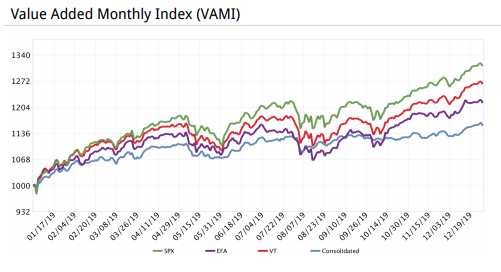 Value Added Monthly Index (VAMI)
1340
1272
1204
1136
1068
1000
932
01/17/19 02/04/19 02/20/19 03/08/19 03/26/19 04/11/19 04/29/19 05/15/19 05/31/19 06/18/19 07/04/19 07/22/19 08/07/19 08/23/19 09/10/19 09/26/19 10/14/19 10/30/19 11/15/19 12/03/19 12/19/19
SPX EFA VT Consolidated